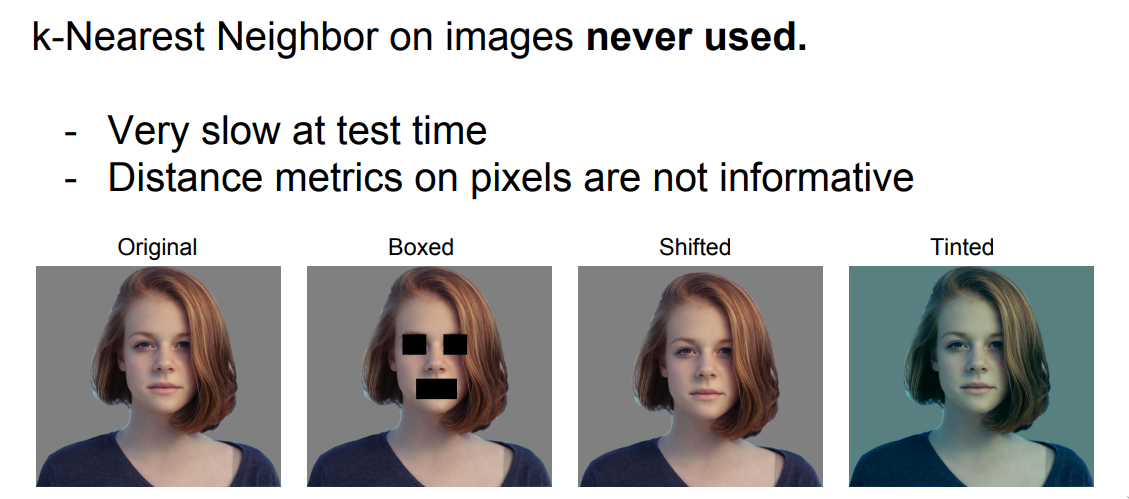 k-Nearest Neighbor on images never used.
- Very slow at test time
- Distance metrics on pixels are not informative
Original Boxed Shifted Tinted